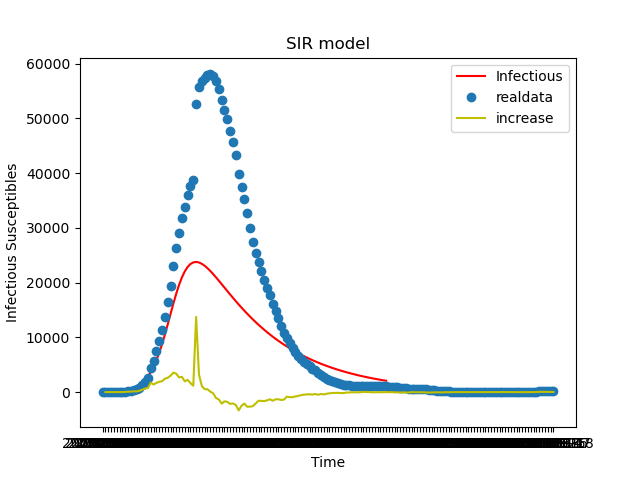 SIR model
60000
50000
40000
30000
20000
10000
0
Infectious Susceptibles
Infectious
realdata
increase
Time